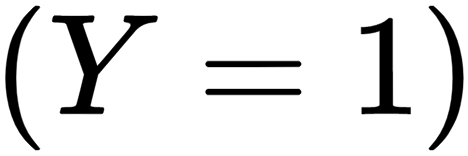 (Y = 1)